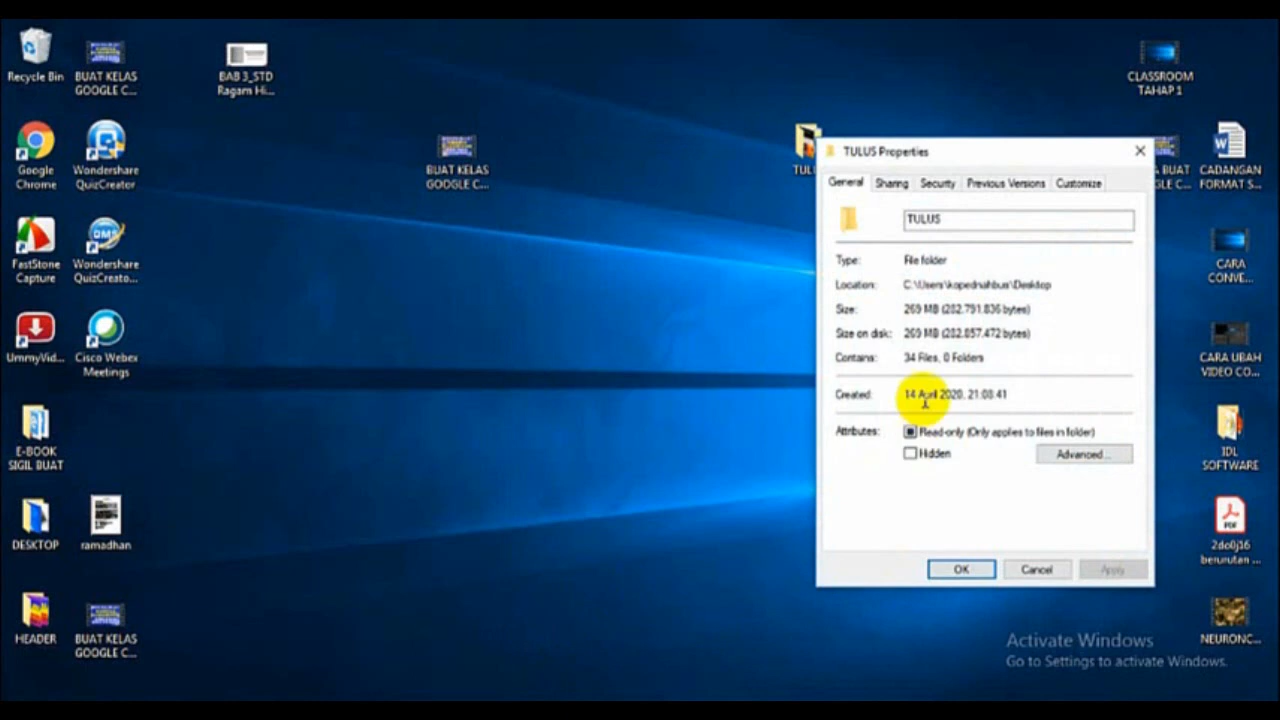 Recycle Bin
BUAT KELAS
GOOGLE C...
BAB 3_STD
Ragam Hi...
CLASSROOM
TAHAP 1
Google
Chrome
Wondershare
QuizCreator
BUAT KELAS
GOOGLE C...
TUL
BUAT
LE C...
CADANGAN
FORMAT S...
FastStone
Capture
Wondershare
QuizCreato...
CARA
CONVE...
UmmyVid...
Cisco Webex
Meetings
CARA UBAH
VIDEO CO...
E-BOOK
SIGIL BUAT
IDL
SOFTWARE
DESKTOP
ramadhan
PDF
2do0j16
berurutan ...
HEADER
BUAT KELAS
GOOGLE C...
NEURONC...
TULUS Properties
General Sharing Security Previous Versions Customize
TULUS
Type: File folder
Location: C:\Users\kopednahbus\Desktop
Size: 269 MB (282.791.836 bytes)
Size on disk: 269 MB (282.857.472 bytes)
Contains: 34 Files, 0 Folders
Created: 14 April 2020, 21:08:41
Attributes: Read-only (Only applies to files in folder)
Hidden Advanced...
OK Cancel Apply
Activate Windows
Go to Settings to activate Windows.